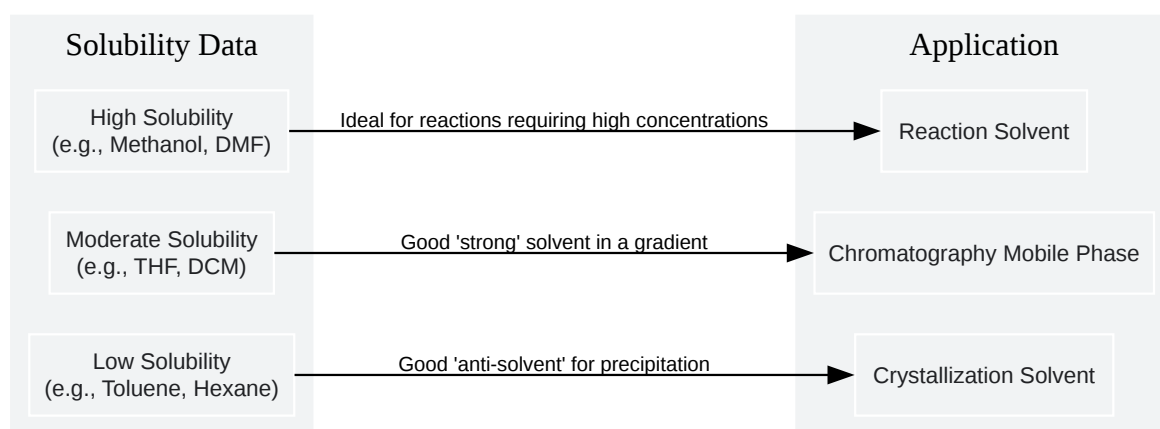 Solubility Data
Application
High Solubility
(e.g., Methanol, DMF)
Ideal for reactions requiring high concentrations
Reaction Solvent
Moderate Solubility
(e.g., THF, DCM)
Good 'strong' solvent in a gradient
Chromatography Mobile Phase
Low Solubility
(e.g., Toluene, Hexane)
Good 'anti-solvent' for precipitation
Crystallization Solvent